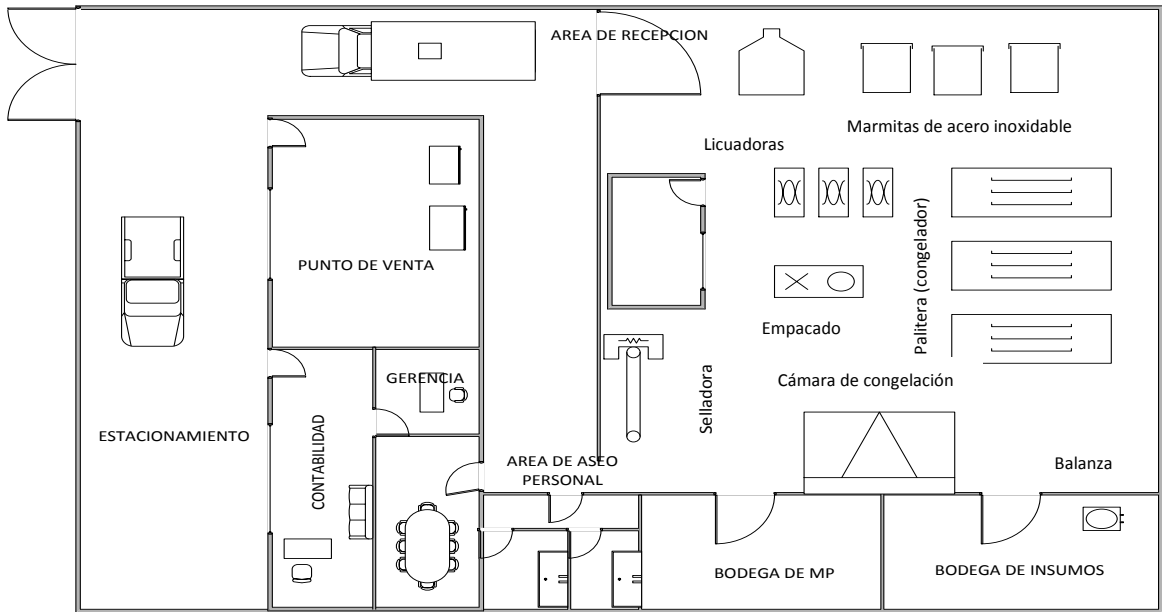 AREA DE RECEPCION
Marmitas de acero inoxidable
Licuadoras
Palitera (congelador)
PUNTO DE VENTA
Empacado
GERENCIA
Cámara de congelación
Selladora
ESTACIONAMIENTO
CONTABILIDAD
AREA DE ASEO
PERSONAL
Balanza
BODEGA DE MP
BODEGA DE INSUMOS